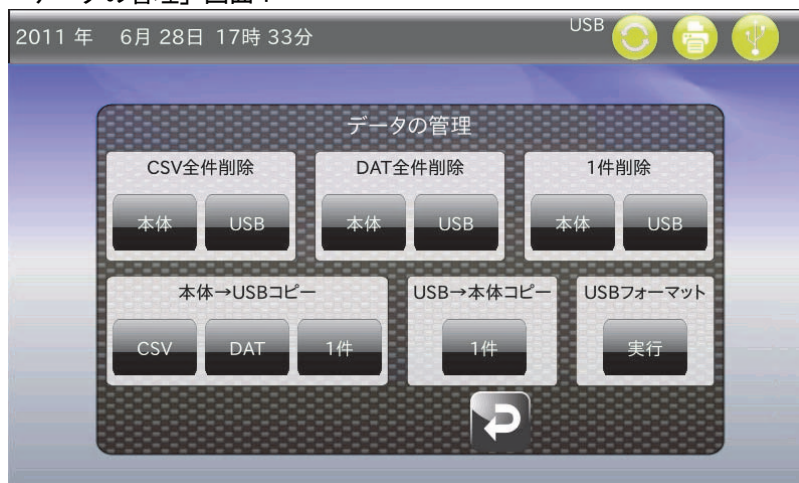 2011 年 6月 28日 17時 33分 USB
データの管理
CSV全件削除 DAT全件削除 1件削除
本体 USB 本体 USB 本体 USB
本体→USBコピー USB→本体コピー USBフォーマット
CSV DAT 1件 1件 実行